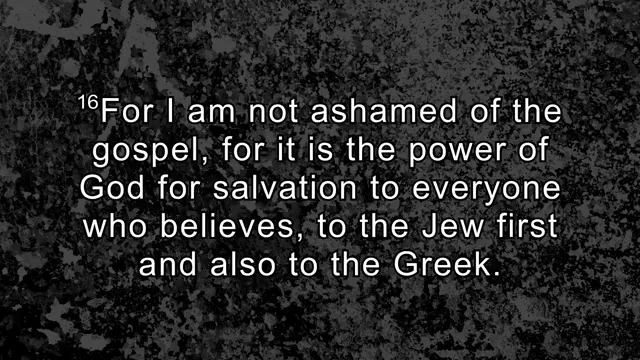 16For I am not ashamed of the
gospel, for it is the power of
God for salvation to everyone
who believes, to the Jew first
and also to the Greek.